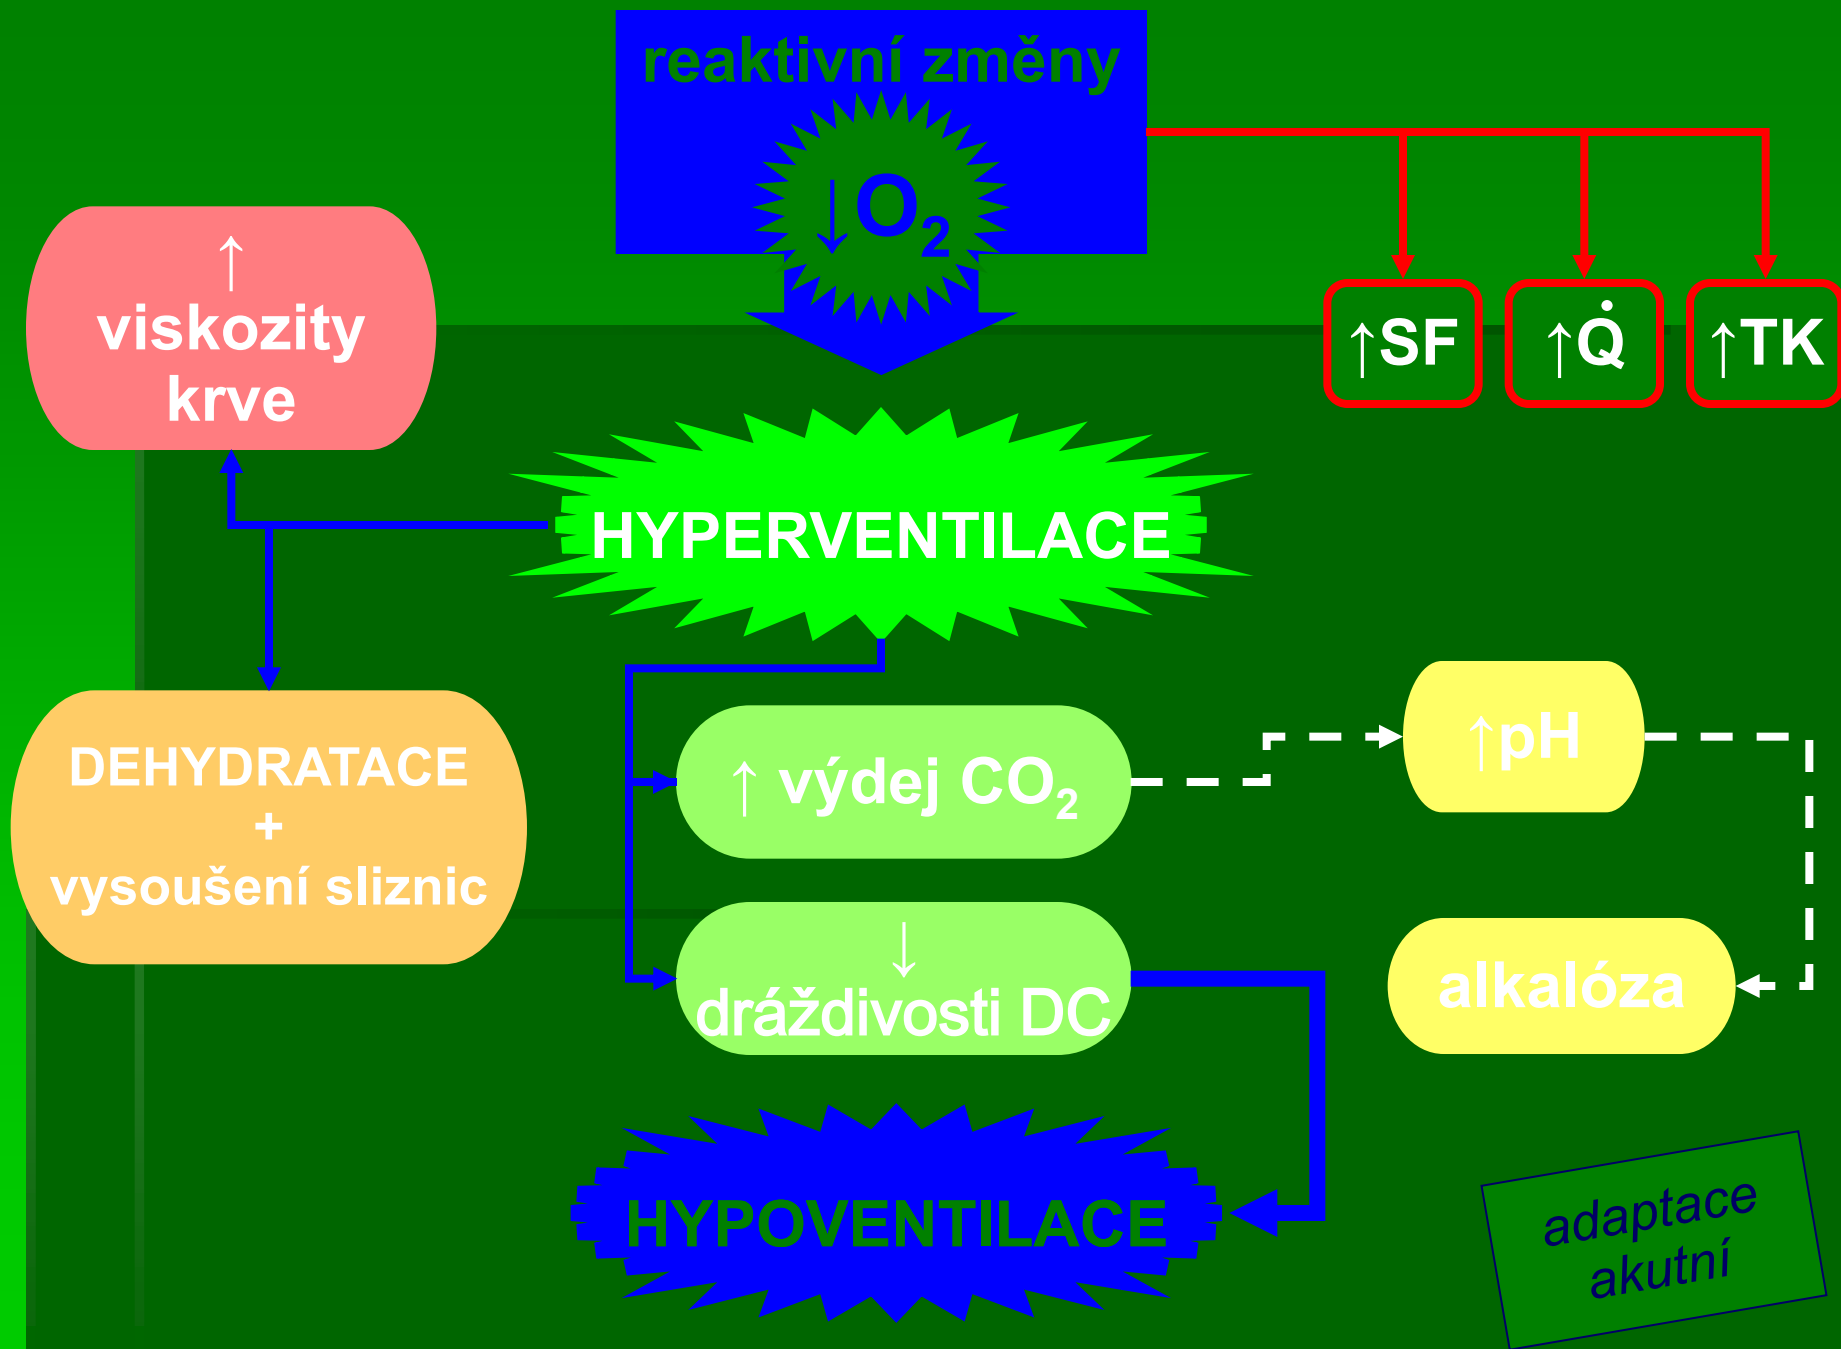 reaktivní změny
↓O₂
↑SF
↑Q̇
↑TK
↑
viskozity
krve
HYPERVENTILACE
DEHYDRATACE
+
vysoušení sliznic
↑ výdej CO₂
↑pH
↓
dráždivosti DC
alkalóza
HYPOVENTILACE
adaptace
akutní